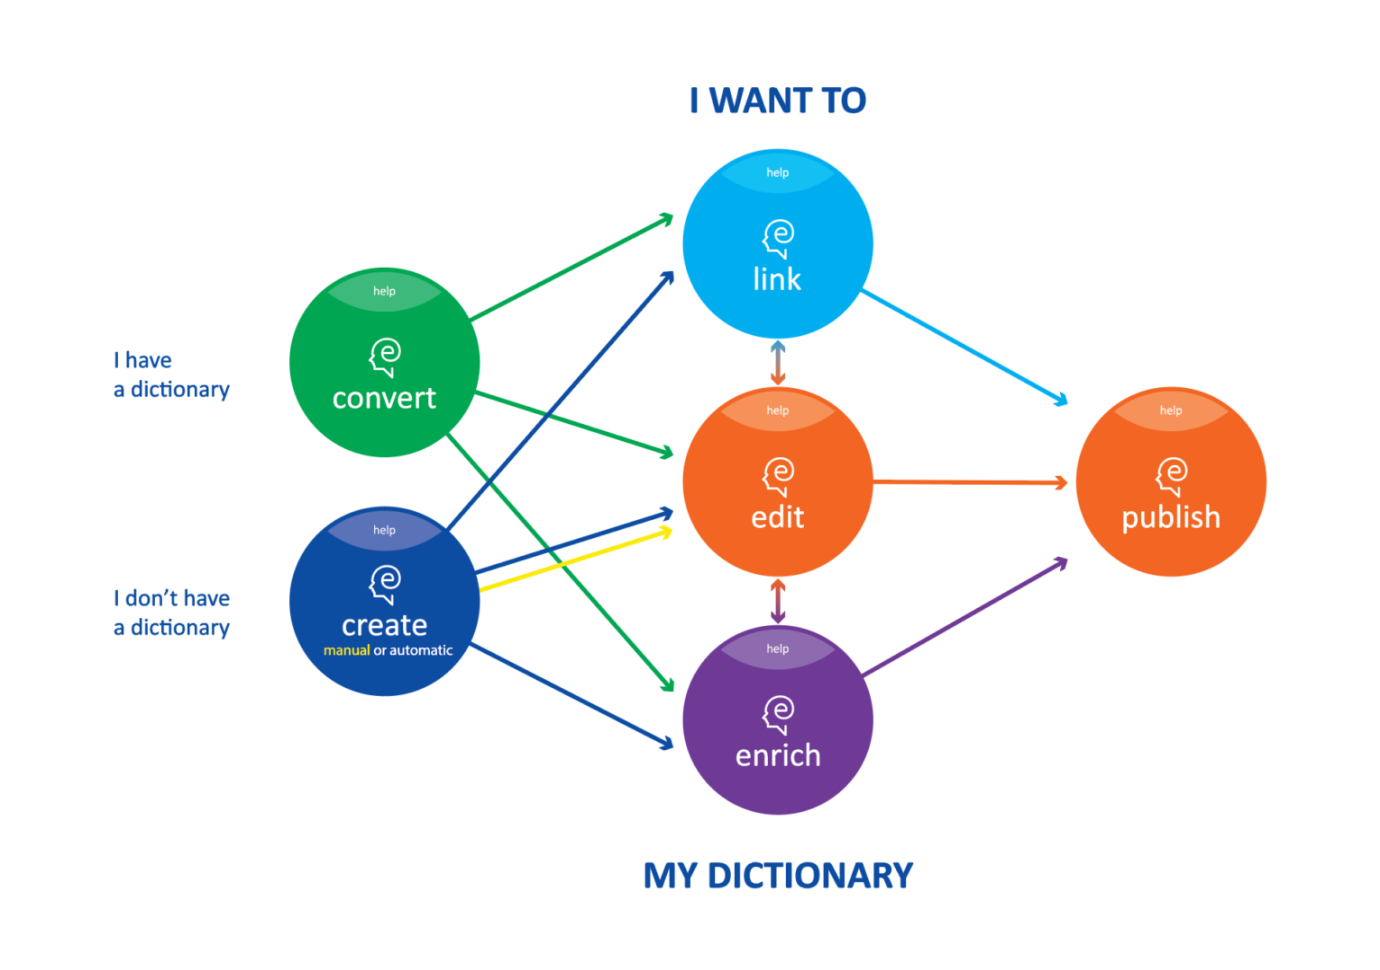 I WANT TO
help
link
help
convert
I have
a dictionary
help
edit
help
publish
help
create
manual or automatic
I don't have
a dictionary
help
enrich
MY DICTIONARY